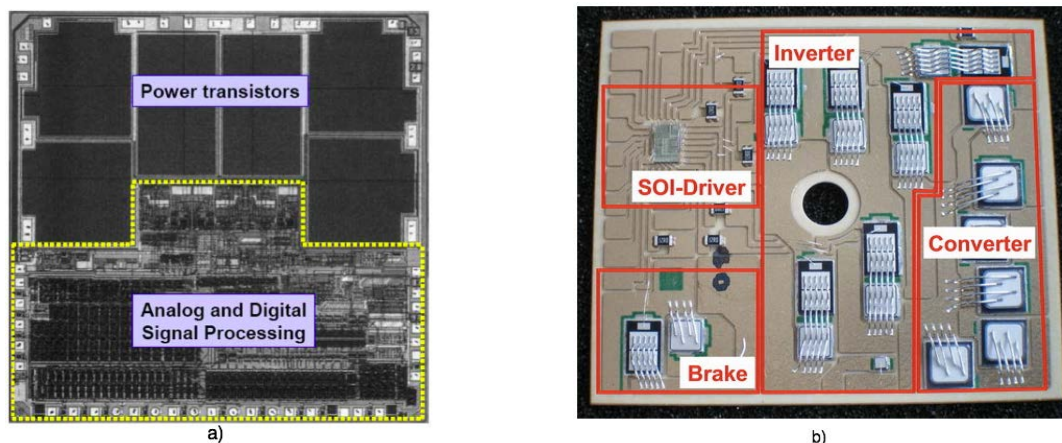 Power transistors
Analog and Digital
Signal Processing
a)
Inverter
SOI-Driver
Converter
Brake
b)